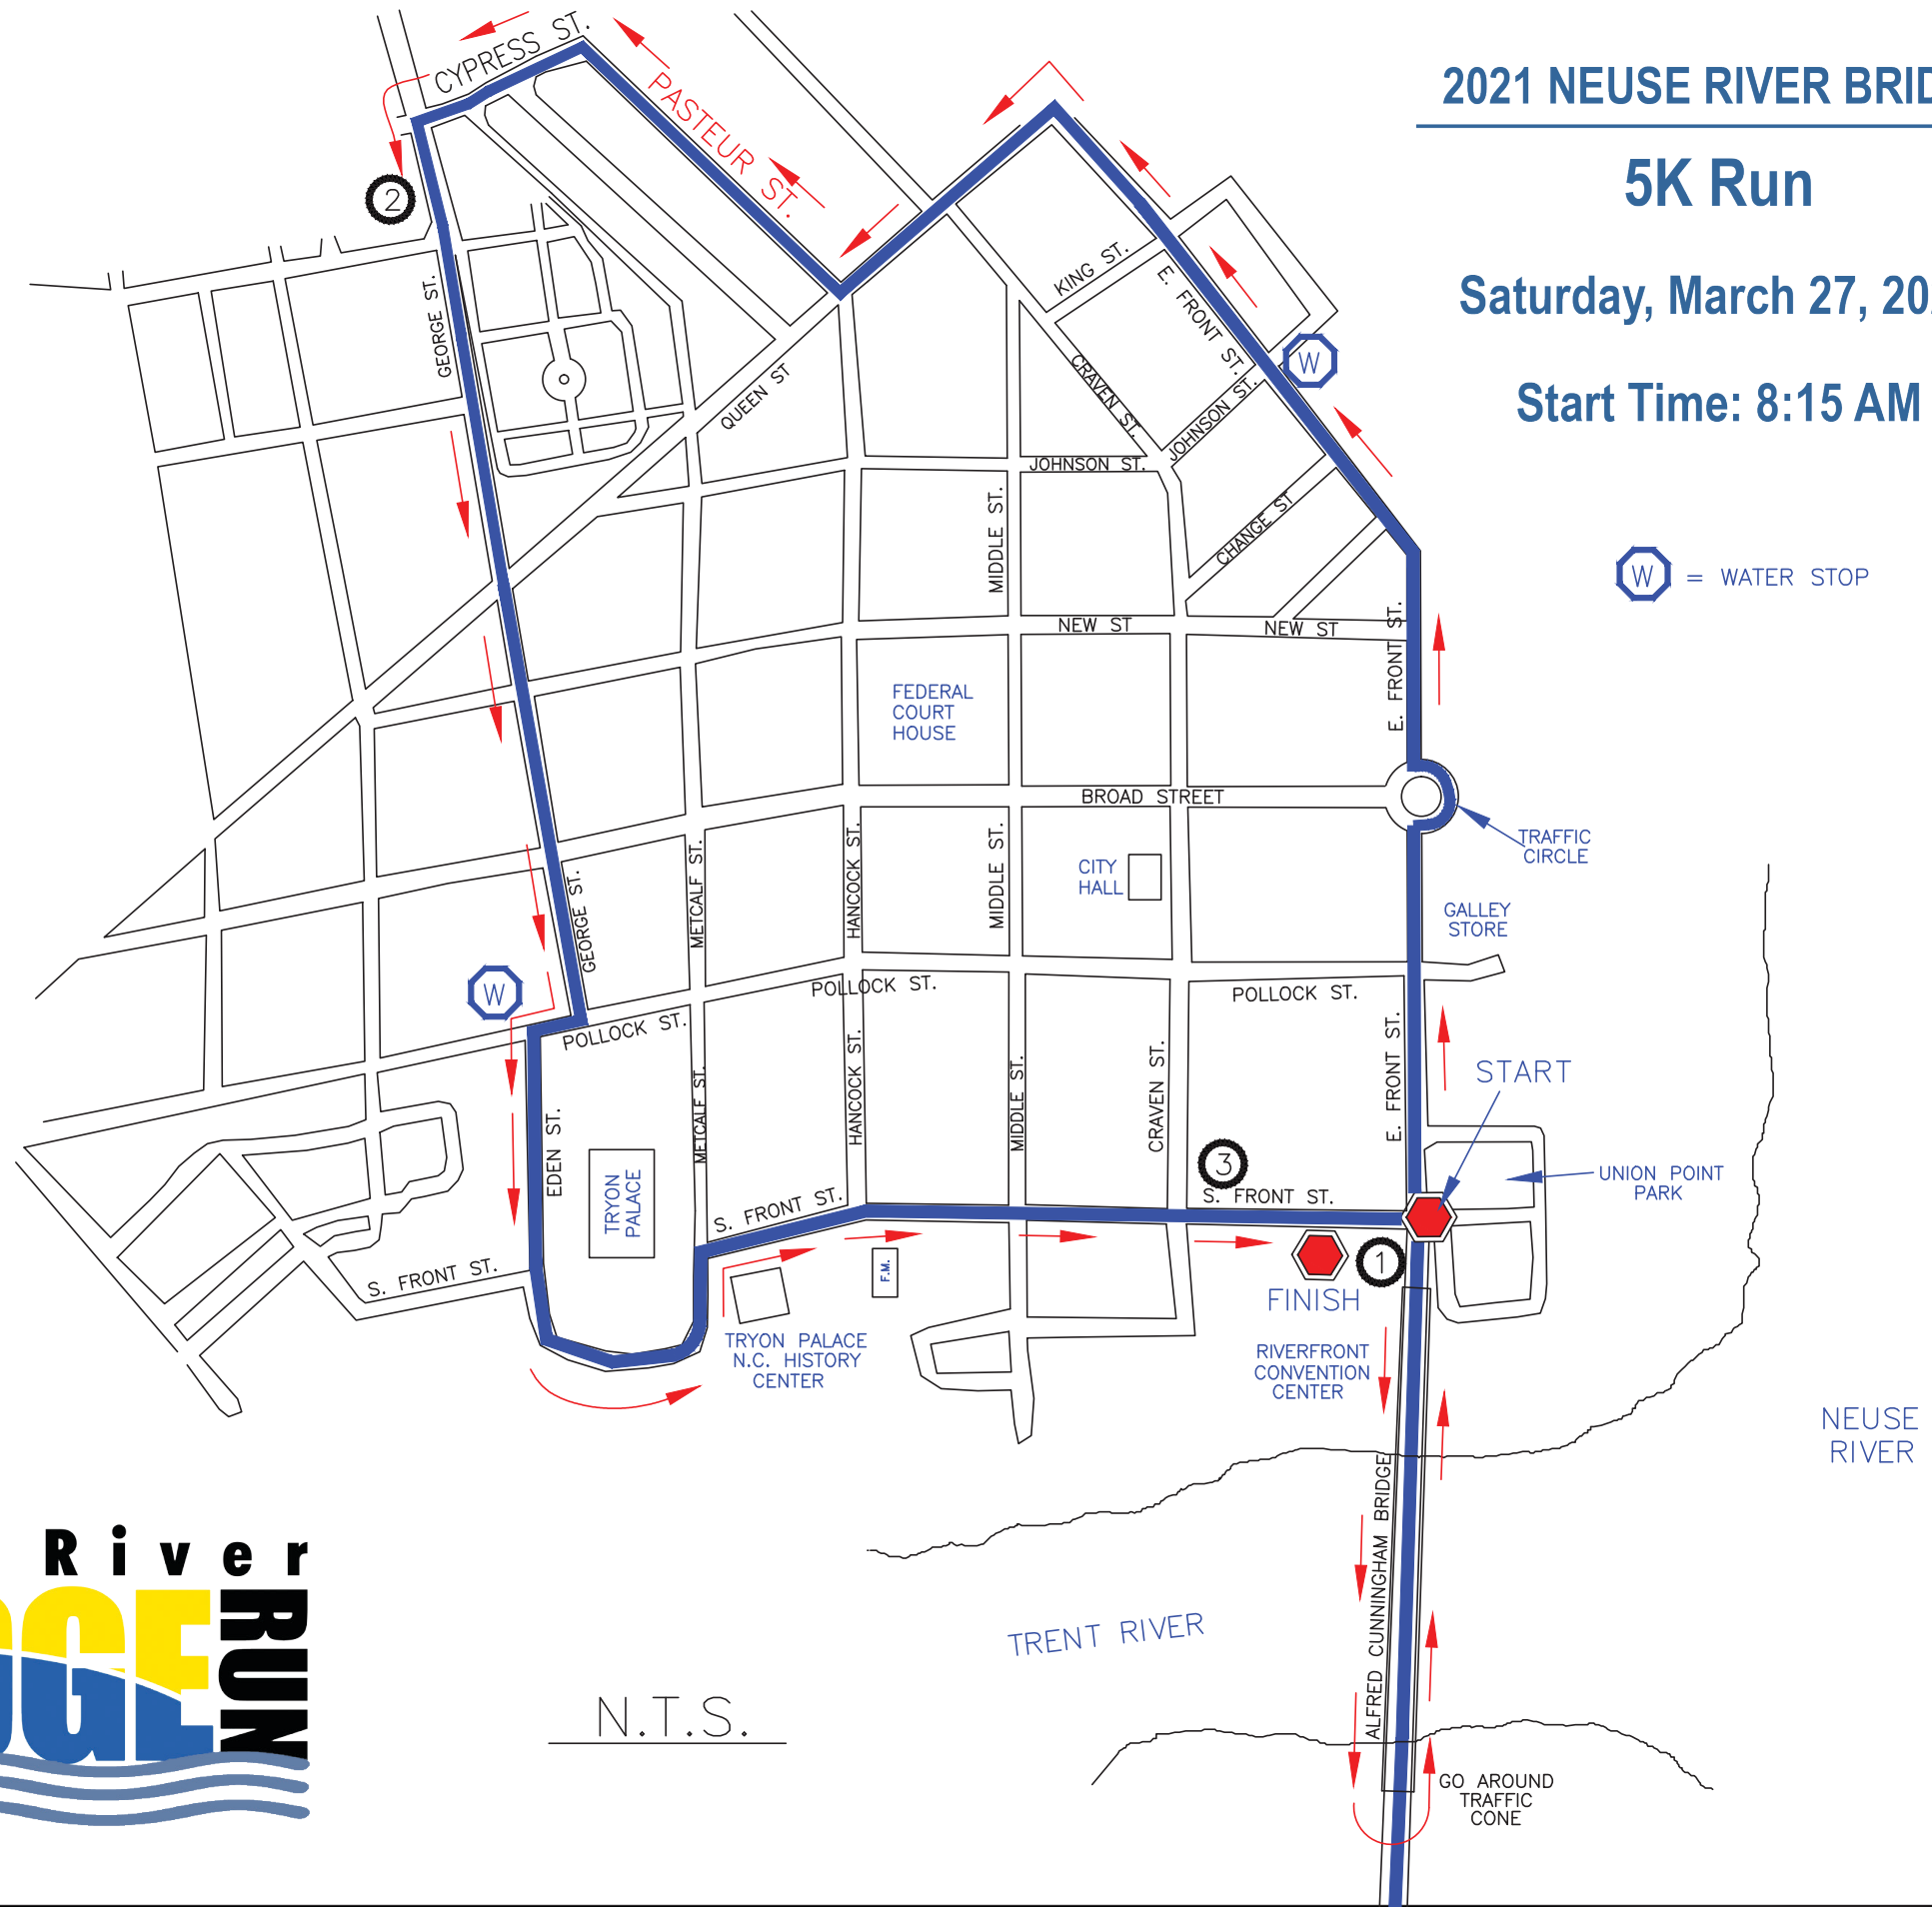 2021 NEUSE RIVER BRID
5K Run
Saturday, March 27, 20
Start Time: 8:15 AM
W
= WATER STOP
CYPRESS ST.
PASTEUR ST.
2
GEORGE ST.
QUEEN ST
KING ST.
E. FRONT ST.
W
CRAVEN ST.
JOHNSON ST.
JOHNSON ST.
CHANGE ST
MIDDLE ST.
NEW ST
NEW ST
E. FRONT ST.
FEDERAL
COURT
HOUSE
BROAD STREET
TRAFFIC
CIRCLE
CITY
HALL
GALLEY
STORE
GEORGE ST.
METCALF ST.
HANCOCK ST.
MIDDLE ST.
W
POLLOCK ST.
POLLOCK ST.
POLLOCK ST.
EDEN ST.
TRYON
PALACE
METCALF ST.
HANCOCK ST.
MIDDLE ST.
CRAVEN ST.
E. FRONT ST.
START
UNION POINT
PARK
3
S. FRONT ST.
S. FRONT ST.
S. FRONT ST.
F.M.
1
FINISH
TRYON PALACE
N.C. HISTORY
CENTER
RIVERFRONT
CONVENTION
CENTER
NEUSE
RIVER
ALFRED CUNNINGHAM BRIDGE
TRENT RIVER
GO AROUND
TRAFFIC
CONE
N.T.S.
River
DGE
RUN